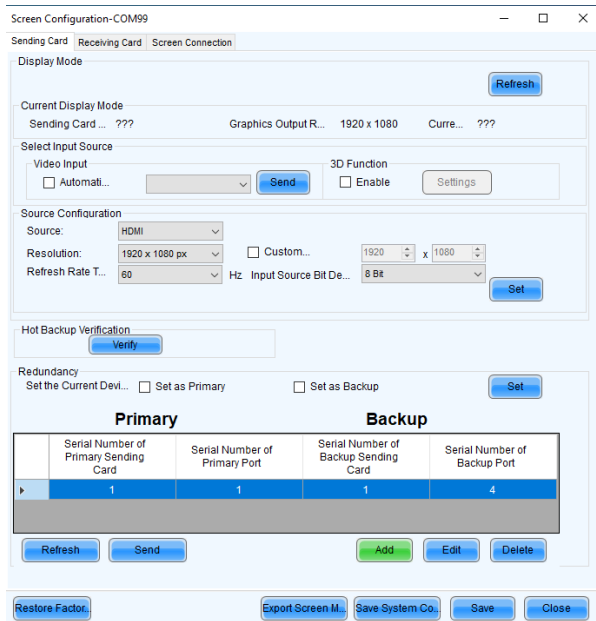 Screen Configuration-COM99
Sending Card Receiving Card Screen Connection
Display Mode
Refresh
Current Display Mode
Sending Card ... ??? Graphics Output R... 1920 x 1080 Curre... ???
Select Input Source
Video Input 3D Function
Automati... Send Enable Settings
Source Configuration
Source: HDMI
Resolution: 1920 x 1080 px Custom... 1920 x 1080
Refresh Rate T... 60 Hz Input Source Bit De... 8 Bit
Set
Hot Backup Verification
Verify
Redundancy
Set the Current Devi... Set as Primary Set as Backup Set
Primary Backup
Serial Number of Primary Sending Card Serial Number of Primary Port Serial Number of Backup Sending Card Serial Number of Backup Port
1 1 1 4
Refresh Send Add Edit Delete
Restore Factor... Export Screen M... Save System Co... Save Close